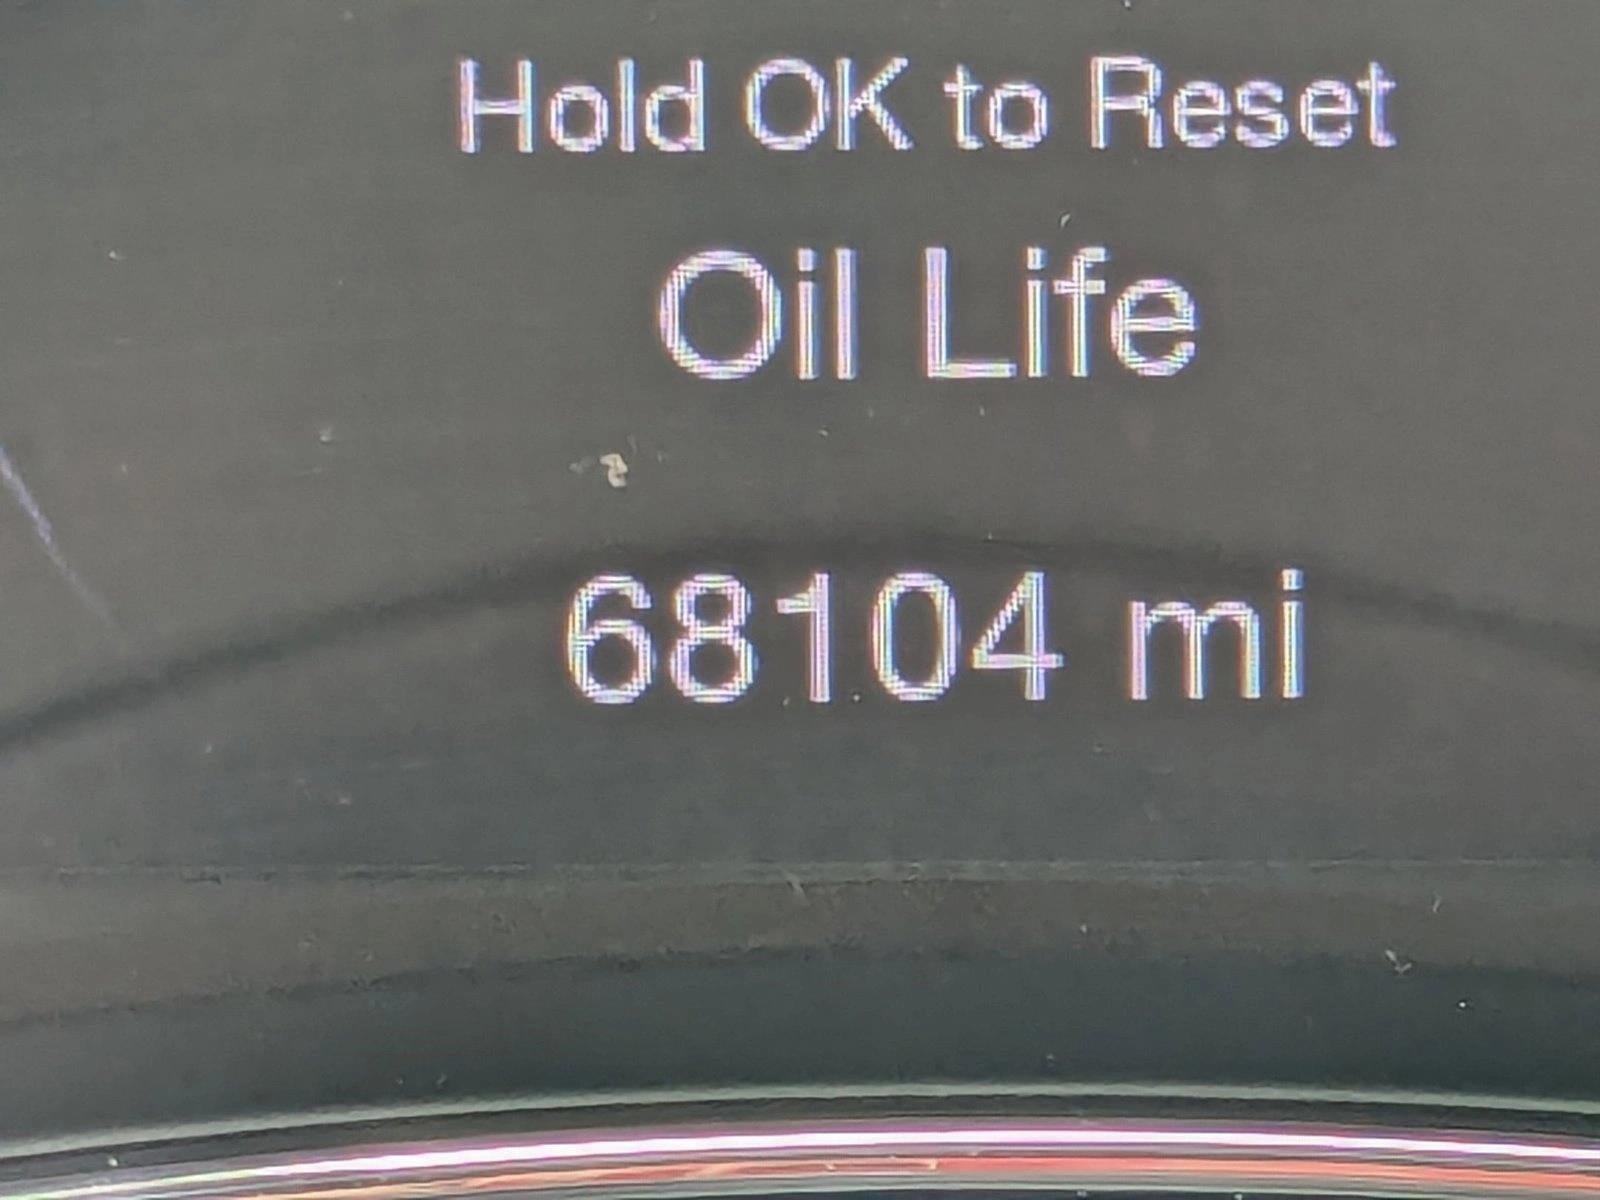 Hold OK to Reset
Oil Life
68104 mi